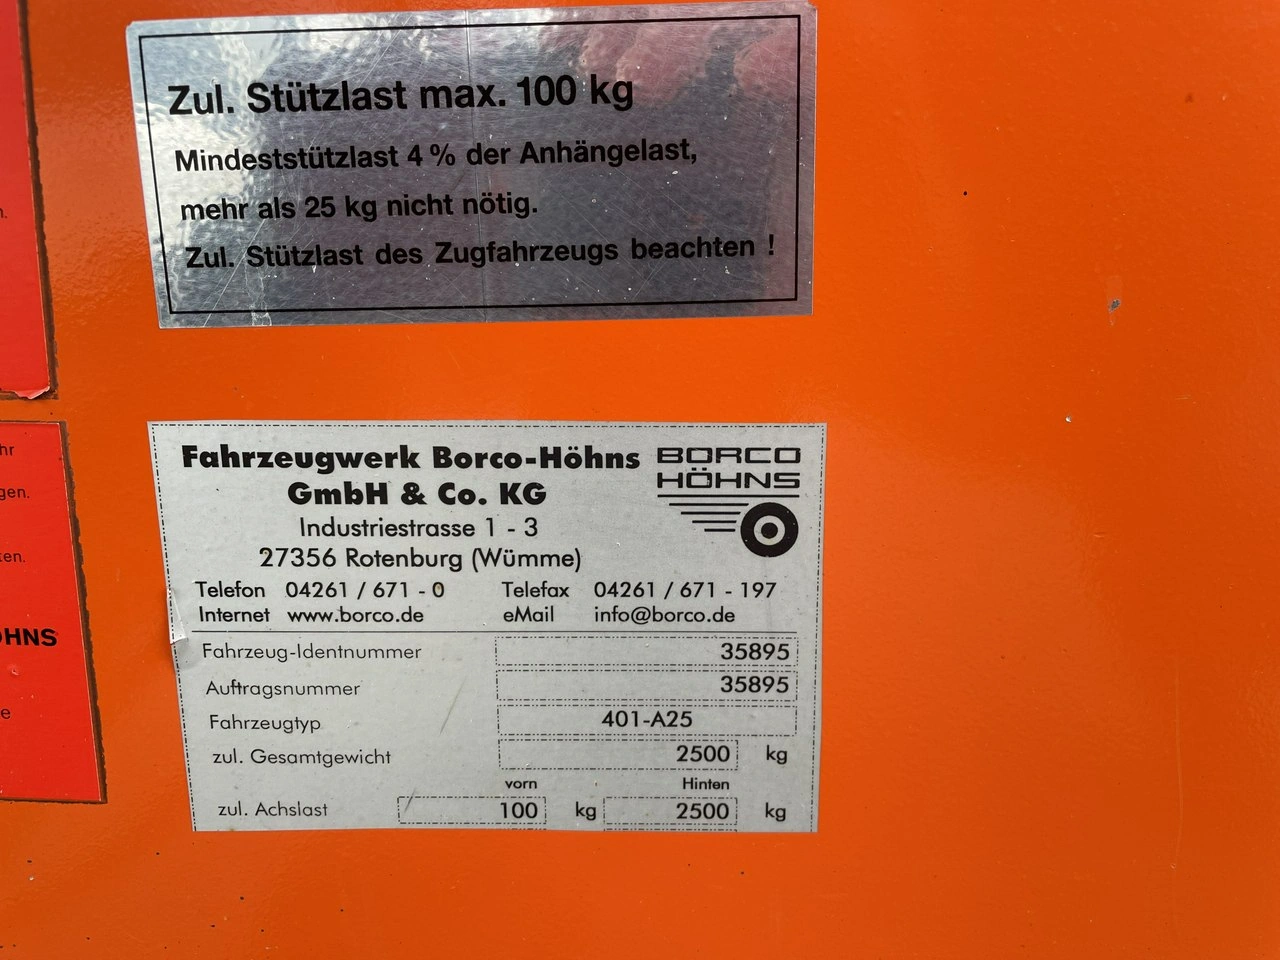 Zul. Stützlast max. 100 kg
Mindeststützlast 4 % der Anhängelast,
mehr als 25 kg nicht nötig.
Zul. Stützlast des Zugfahrzeugs beachten !
Fahrzeugwerk Borco-Höhns
GmbH & Co. KG
BORCO
HÖHNS
Industriestrasse 1 - 3
27356 Rotenburg (Wümme)
Telefon 04261 / 671 - 0 Telefax 04261 / 671 - 197
Internet www.borco.de eMail info@borco.de
Fahrzeug-Identnummer 35895
Auftragsnummer 35895
Fahrzeugtyp 401-A25
zul. Gesamtgewicht 2500 kg
vorn Hinten
zul. Achslast 100 kg 2500 kg